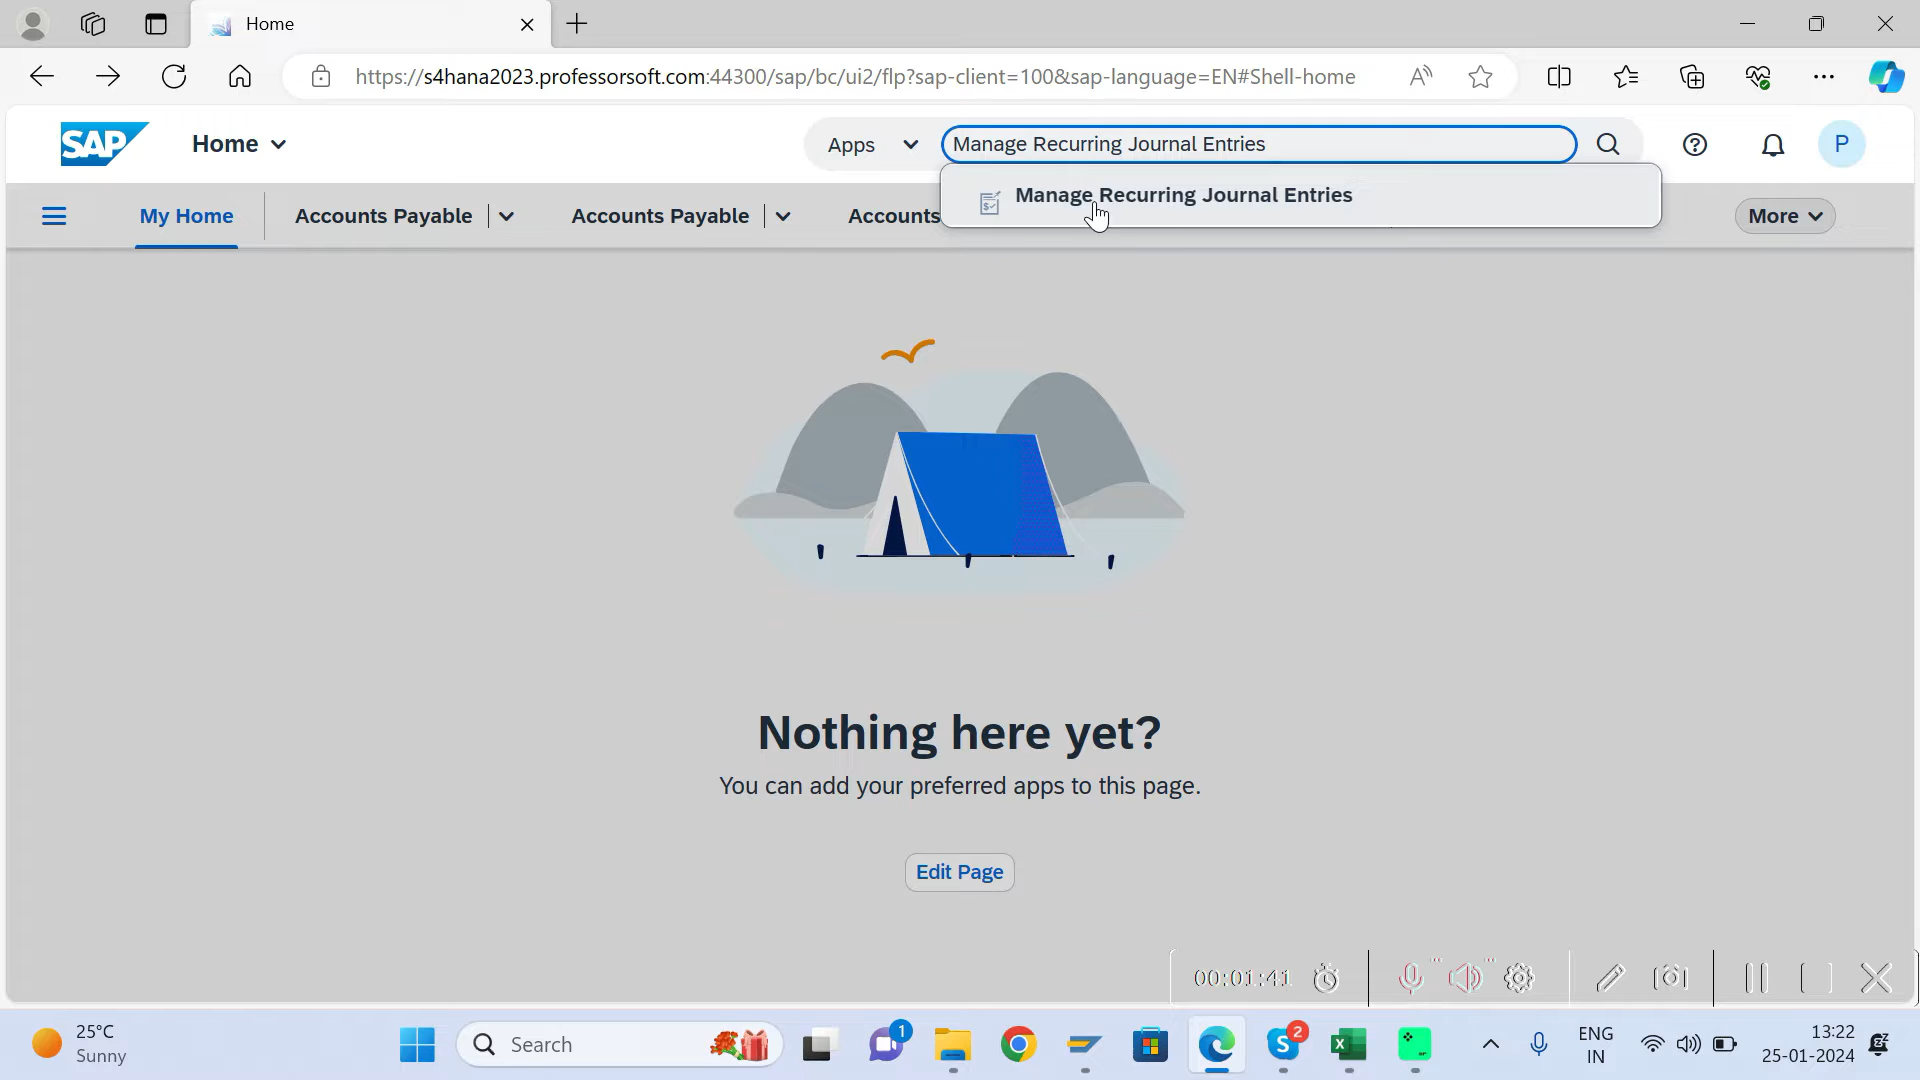 Home
https://s4hana2023.professorsoft.com:44300/sap/bc/ui2/flp?sap-client=100&sap-language=EN#Shell-home
SAP
Home
Apps
Manage Recurring Journal Entries
P
Manage Recurring Journal Entries
My Home
Accounts Payable
Accounts Payable
Accounts
More
Nothing here yet?
You can add your preferred apps to this page.
Edit Page
00:01:41
25°C
Sunny
Search
1
2
ENG
IN
13:22
25-01-2024